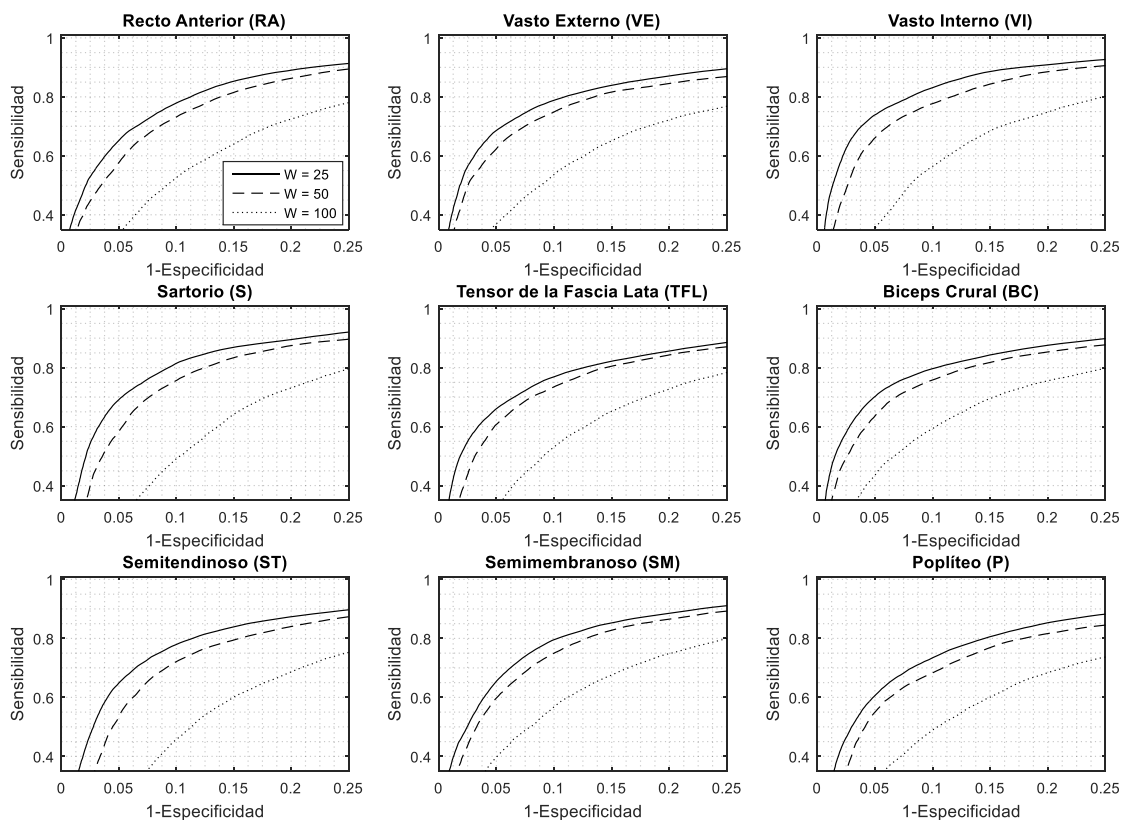 Recto Anterior (RA)
Vasto Externo (VE)
Vasto Interno (VI)
Sensibilidad
1
0.8
0.6
0.4
W = 25
W = 50
W = 100
0 0.05 0.1 0.15 0.2 0.25
1-Especificidad
Sensibilidad
1
0.8
0.6
0.4
0 0.05 0.1 0.15 0.2 0.25
1-Especificidad
Sensibilidad
1
0.8
0.6
0.4
0 0.05 0.1 0.15 0.2 0.25
1-Especificidad
Sartorio (S)
Tensor de la Fascia Lata (TFL)
Biceps Crural (BC)
Sensibilidad
1
0.8
0.6
0.4
0 0.05 0.1 0.15 0.2 0.25
1-Especificidad
Sensibilidad
1
0.8
0.6
0.4
0 0.05 0.1 0.15 0.2 0.25
1-Especificidad
Sensibilidad
1
0.8
0.6
0.4
0 0.05 0.1 0.15 0.2 0.25
1-Especificidad
Semitendinoso (ST)
Semimembranoso (SM)
Poplíteo (P)
Sensibilidad
1
0.8
0.6
0.4
0 0.05 0.1 0.15 0.2 0.25
1-Especificidad
Sensibilidad
1
0.8
0.6
0.4
0 0.05 0.1 0.15 0.2 0.25
1-Especificidad
Sensibilidad
1
0.8
0.6
0.4
0 0.05 0.1 0.15 0.2 0.25
1-Especificidad